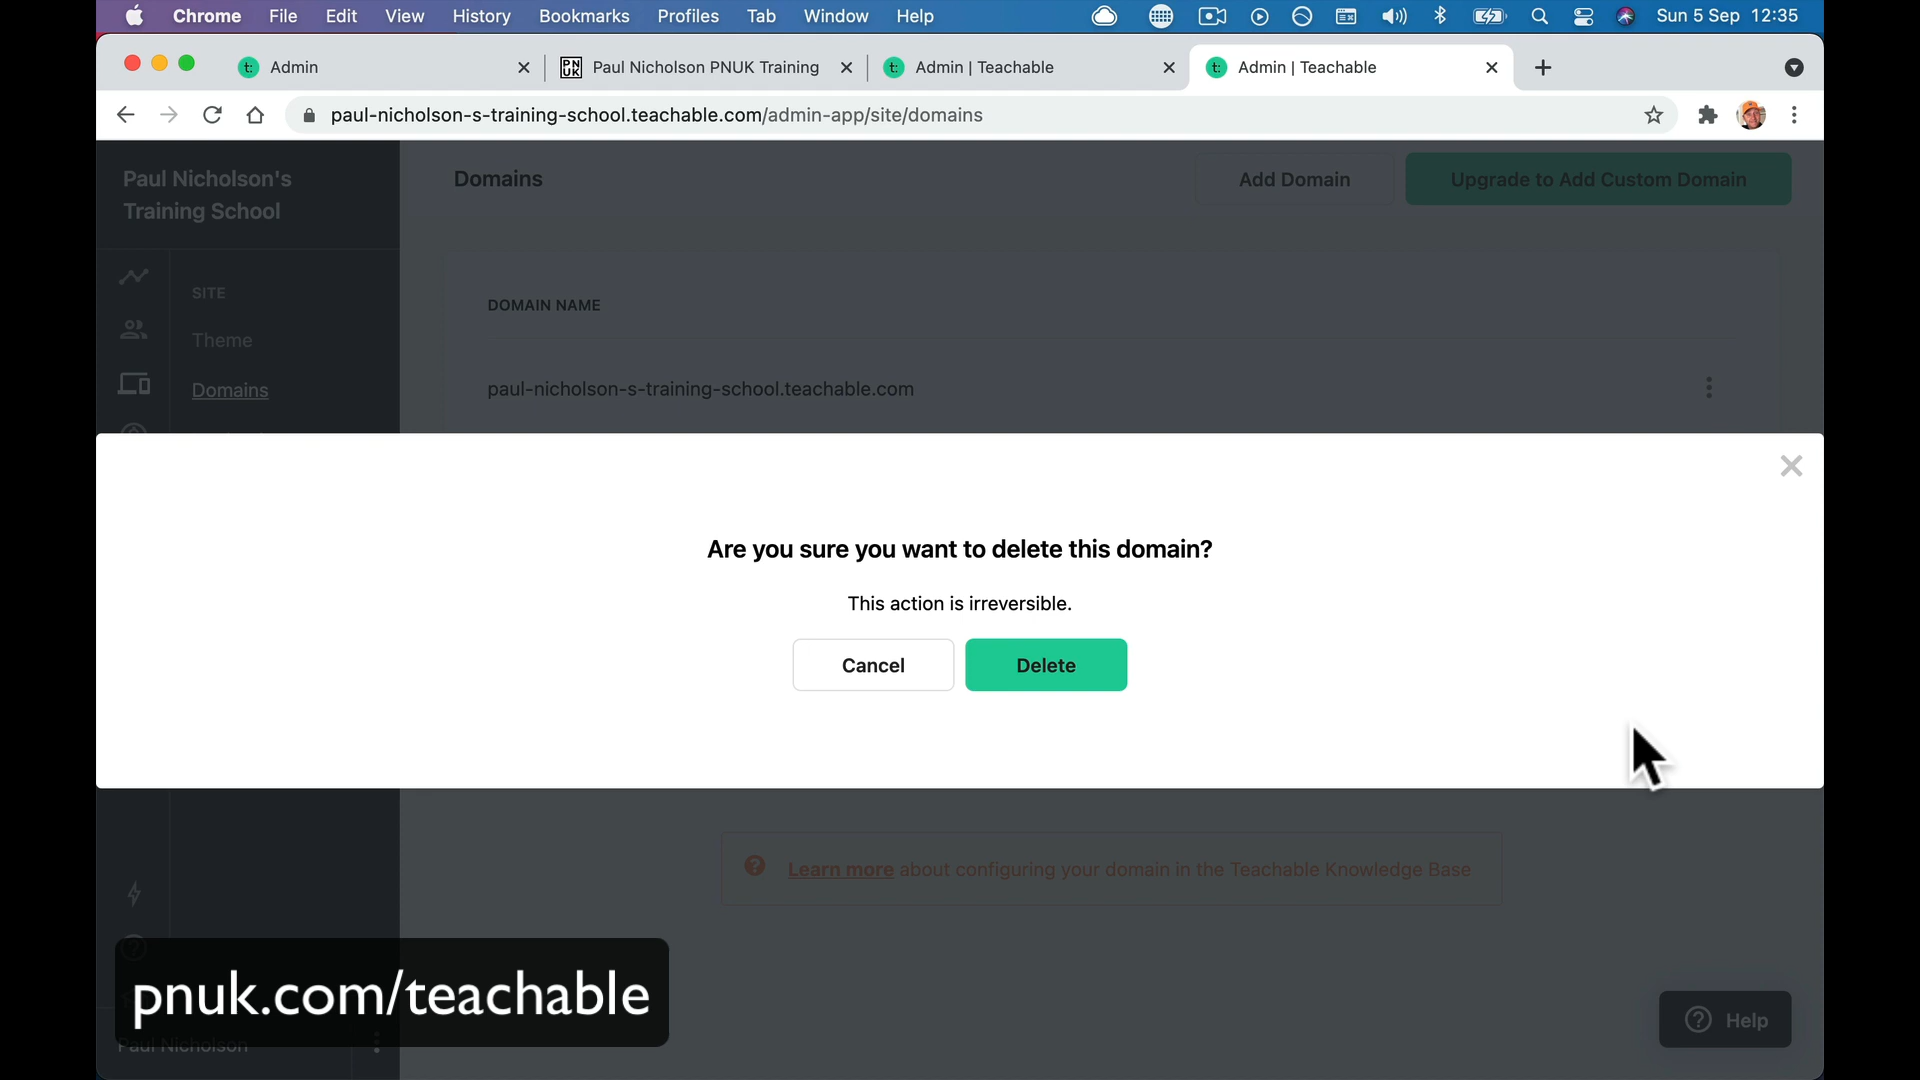 Chrome File Edit View History Bookmarks Profiles Tab Window Help Sun 5 Sep 12:35
Admin
Paul Nicholson PNUK Training
Admin | Teachable
Admin | Teachable
paul-nicholson-s-training-school.teachable.com/admin-app/site/domains
Paul Nicholson's
Training School
Domains
Add Domain
Upgrade to Add Custom Domain
SITE
Theme
Domains
DOMAIN NAME
paul-nicholson-s-training-school.teachable.com
Are you sure you want to delete this domain?
This action is irreversible.
Cancel
Delete
Learn more about configuring your domain in the Teachable Knowledge Base
pnuk.com/teachable
Paul Nicholson
Help